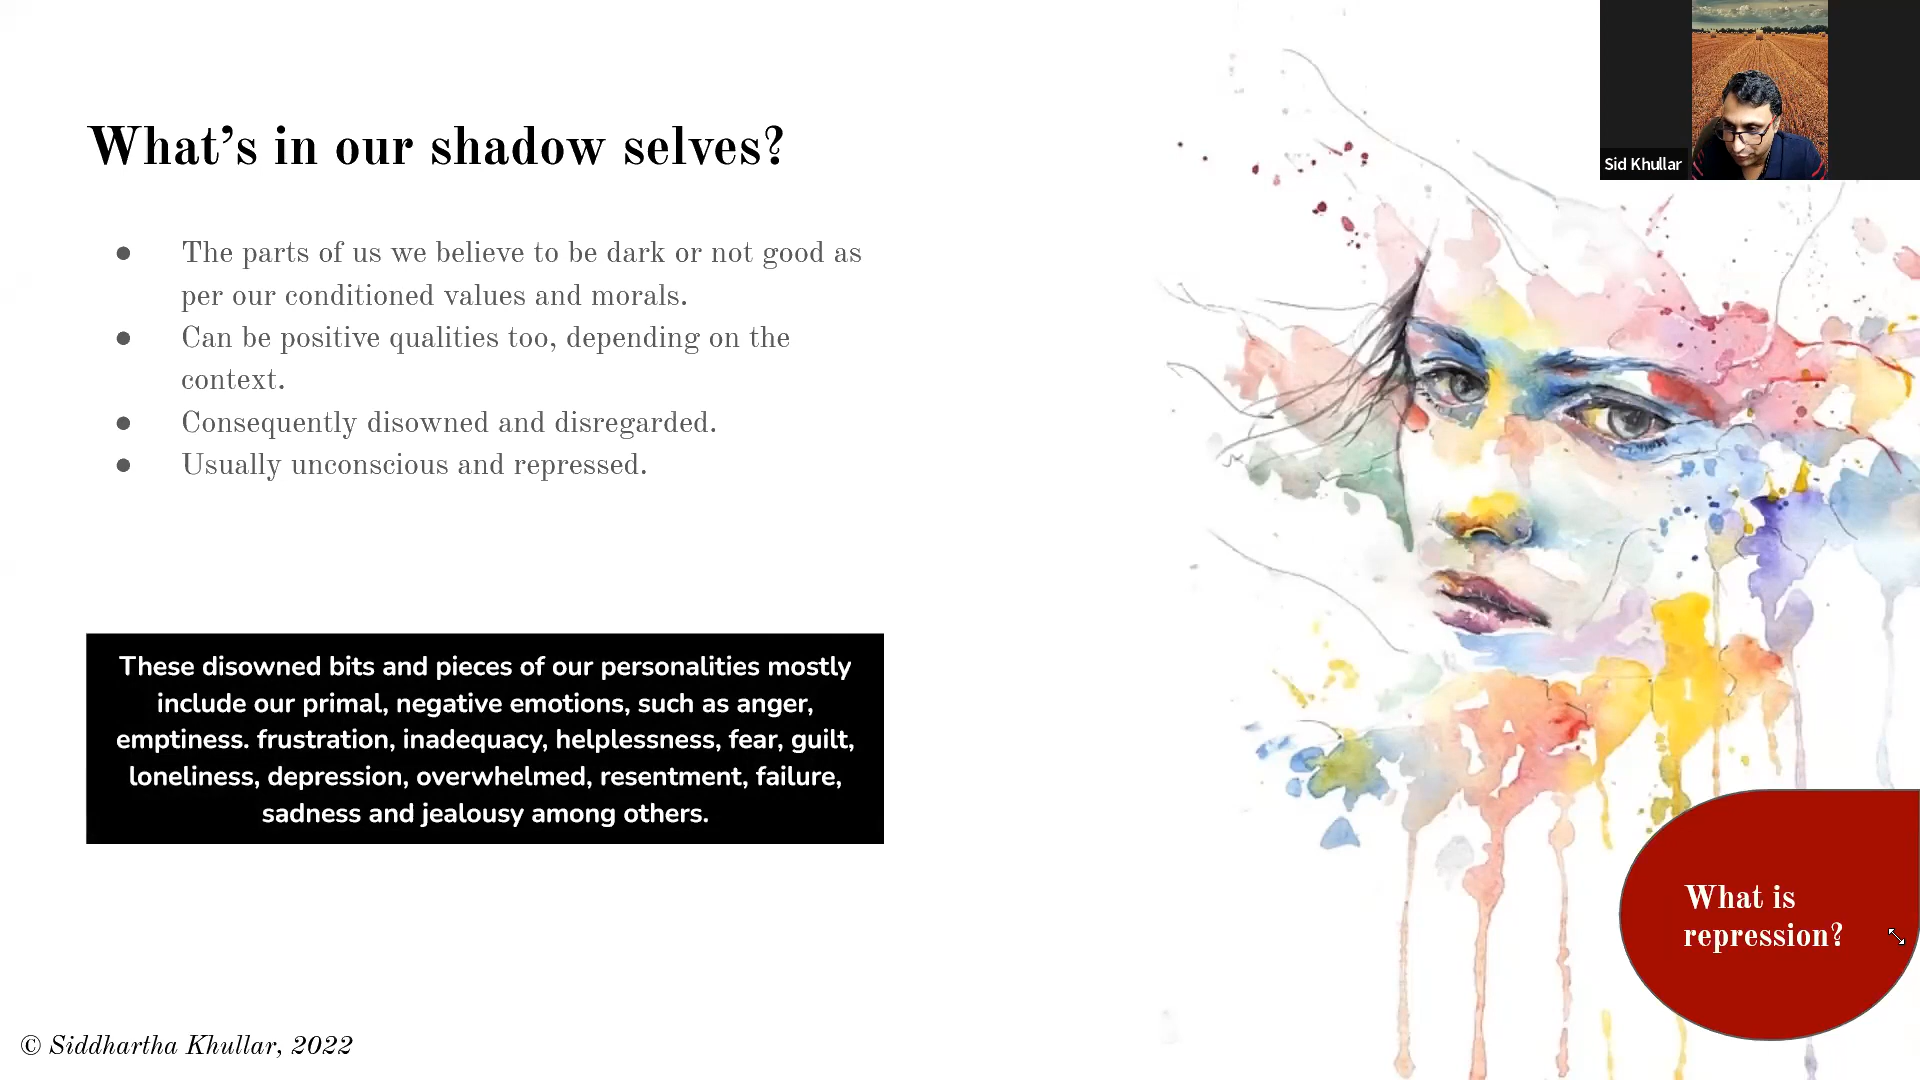 What’s in our shadow selves?
● The parts of us we believe to be dark or not good as
per our conditioned values and morals.
● Can be positive qualities too, depending on the
context.
● Consequently disowned and disregarded.
● Usually unconscious and repressed.
These disowned bits and pieces of our personalities mostly
include our primal, negative emotions, such as anger,
emptiness. frustration, inadequacy, helplessness, fear, guilt,
loneliness, depression, overwhelmed, resentment, failure,
sadness and jealousy among others.
Sid Khullar
What is
repression?
© Siddhartha Khullar, 2022